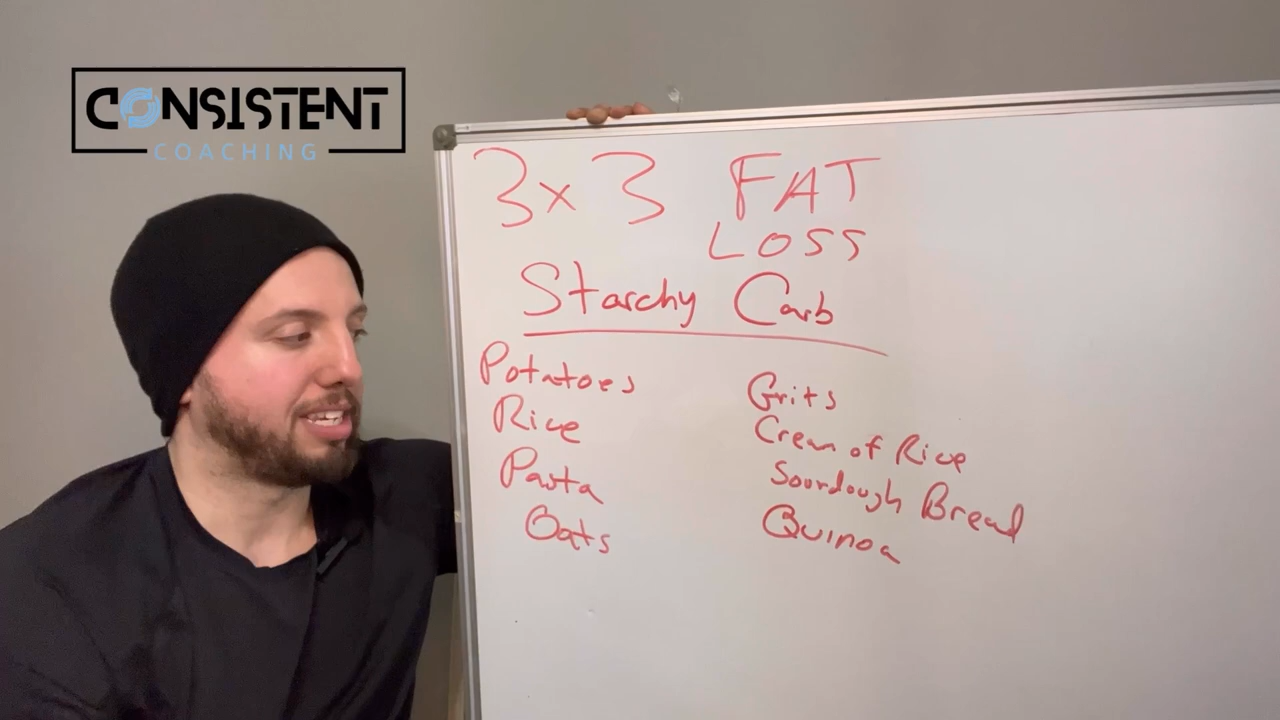 CONSISTENT
COACHING
3x3 FAT
LOSS
Starchy Carb
Potatoes
Rice
Pasta
Oats
Grits
Cream of Rice
Sourdough Bread
Quinoa